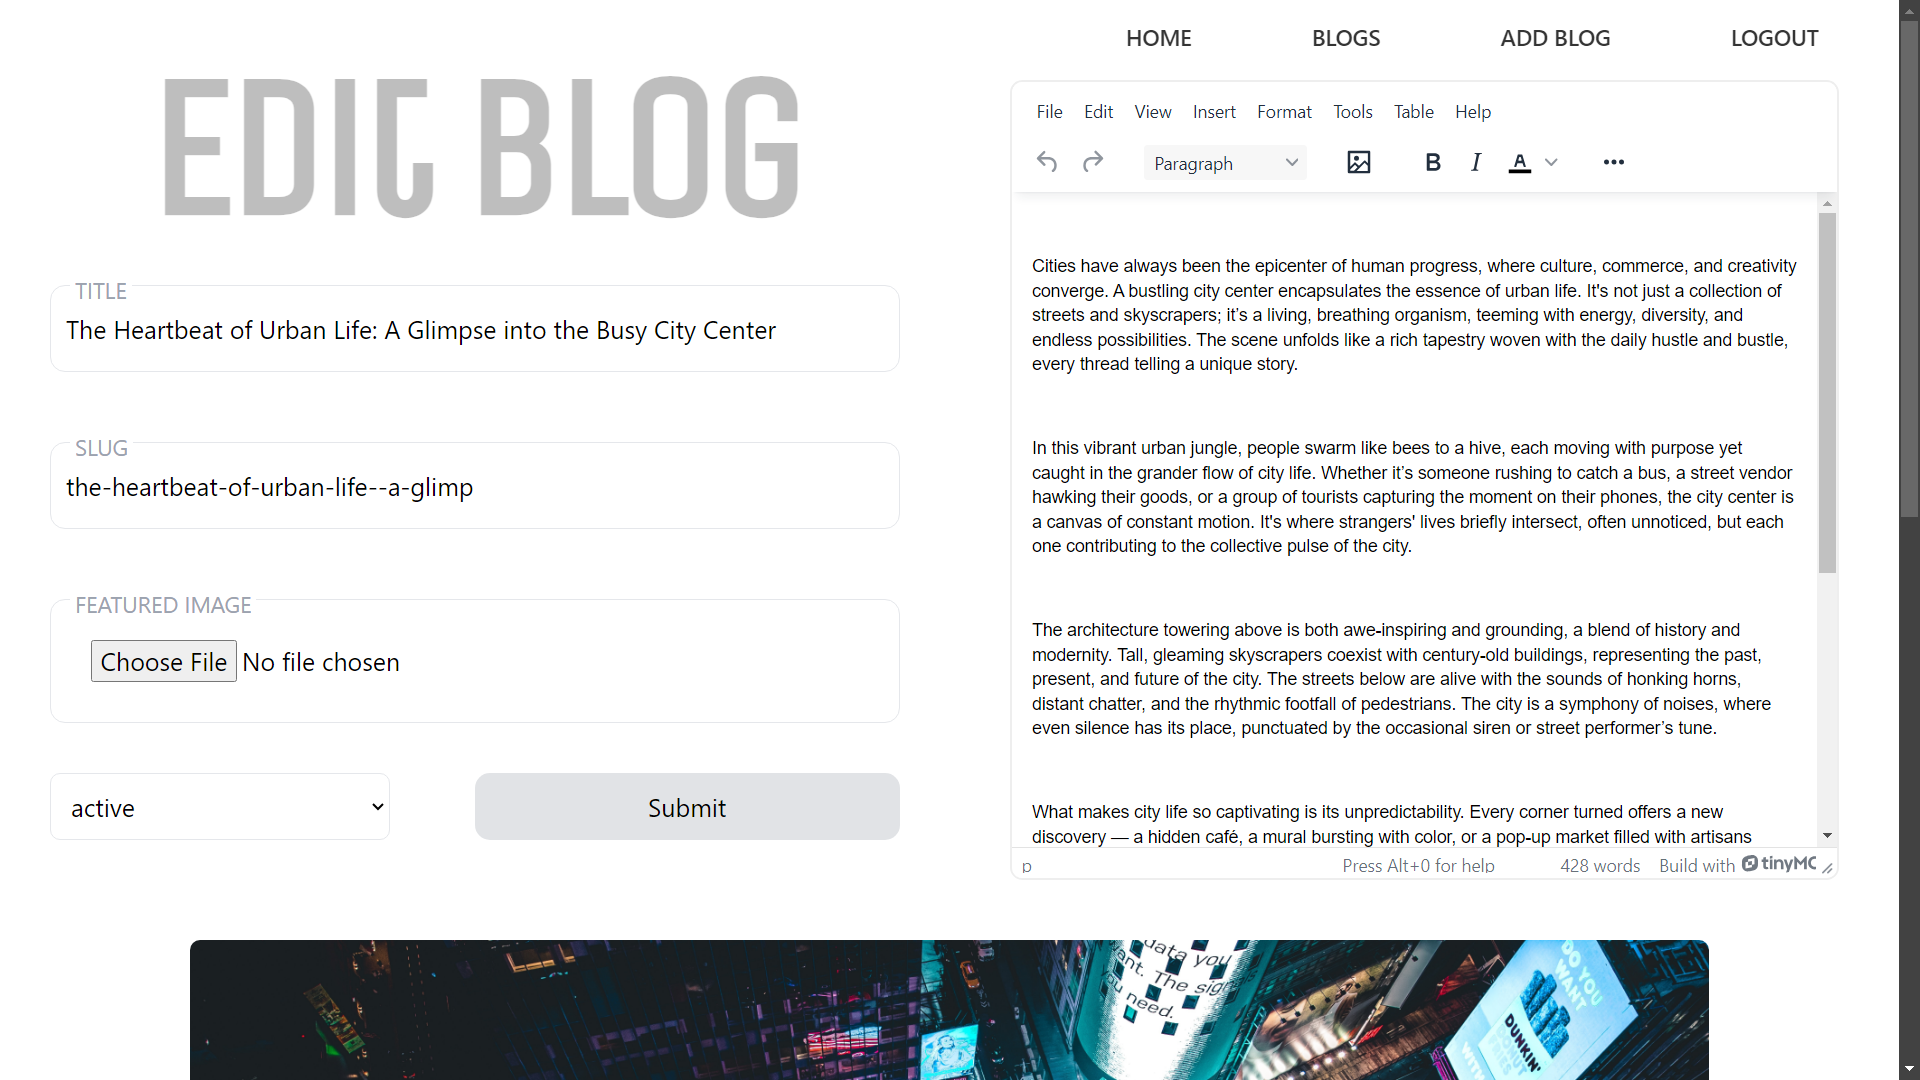 HOME BLOGS ADD BLOG LOGOUT
EDIT BLOG
TITLE
The Heartbeat of Urban Life: A Glimpse into the Busy City Center
SLUG
the-heartbeat-of-urban-life--a-glimp
FEATURED IMAGE
Choose File No file chosen
active
Submit
File Edit View Insert Format Tools Table Help
Paragraph B I A
Cities have always been the epicenter of human progress, where culture, commerce, and creativity
converge. A bustling city center encapsulates the essence of urban life. It's not just a collection of
streets and skyscrapers; it’s a living, breathing organism, teeming with energy, diversity, and
endless possibilities. The scene unfolds like a rich tapestry woven with the daily hustle and bustle,
every thread telling a unique story.
In this vibrant urban jungle, people swarm like bees to a hive, each moving with purpose yet
caught in the grander flow of city life. Whether it’s someone rushing to catch a bus, a street vendor
hawking their goods, or a group of tourists capturing the moment on their phones, the city center is
a canvas of constant motion. It's where strangers' lives briefly intersect, often unnoticed, but each
one contributing to the collective pulse of the city.
The architecture towering above is both awe-inspiring and grounding, a blend of history and
modernity. Tall, gleaming skyscrapers coexist with century-old buildings, representing the past,
present, and future of the city. The streets below are alive with the sounds of honking horns,
distant chatter, and the rhythmic footfall of pedestrians. The city is a symphony of noises, where
even silence has its place, punctuated by the occasional siren or street performer’s tune.
What makes city life so captivating is its unpredictability. Every corner turned offers a new
discovery — a hidden café, a mural bursting with color, or a pop-up market filled with artisans
p Press Alt+0 for help 428 words Build with tinyMC
data you
ant. The sign
you need.
DO YOU
WANT
DUNKIN'